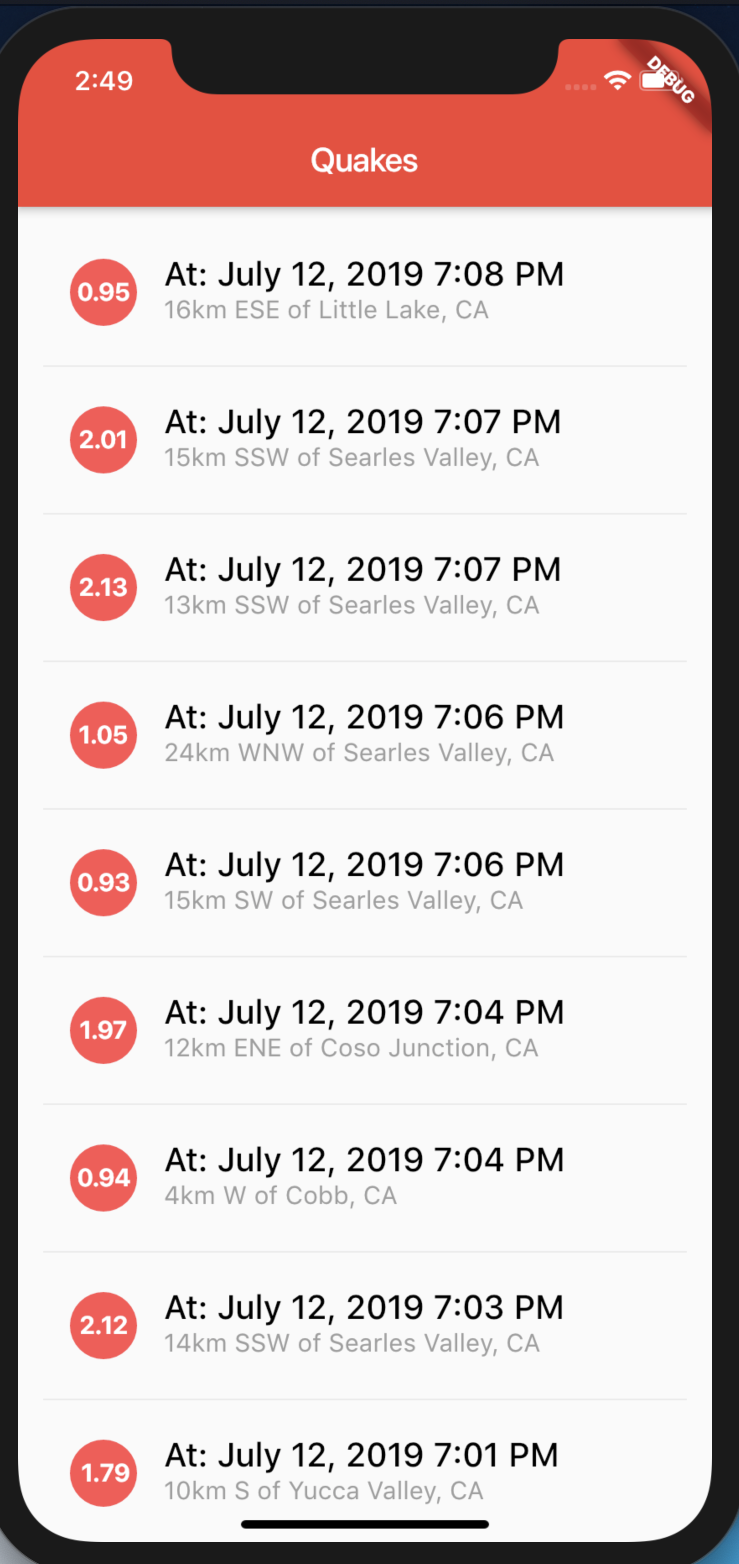 2:49
DEBUG
Quakes
0.95
At: July 12, 2019 7:08 PM
16km ESE of Little Lake, CA
2.01
At: July 12, 2019 7:07 PM
15km SSW of Searles Valley, CA
2.13
At: July 12, 2019 7:07 PM
13km SSW of Searles Valley, CA
1.05
At: July 12, 2019 7:06 PM
24km WNW of Searles Valley, CA
0.93
At: July 12, 2019 7:06 PM
15km SW of Searles Valley, CA
1.97
At: July 12, 2019 7:04 PM
12km ENE of Coso Junction, CA
0.94
At: July 12, 2019 7:04 PM
4km W of Cobb, CA
2.12
At: July 12, 2019 7:03 PM
14km SSW of Searles Valley, CA
1.79
At: July 12, 2019 7:01 PM
10km S of Yucca Valley, CA